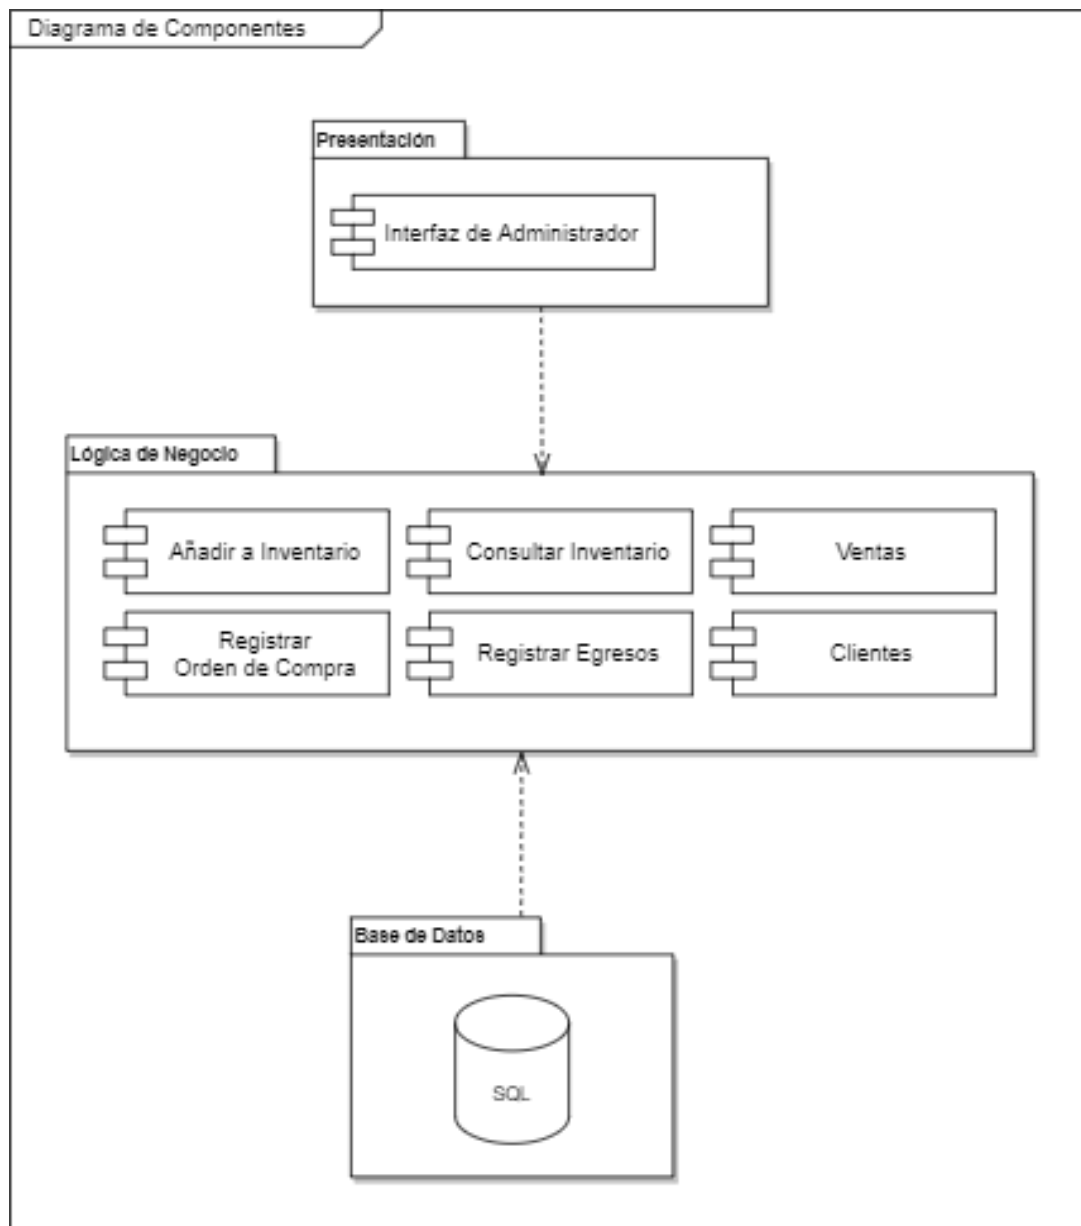 Diagrama de Componentes
Presentación
Interfaz de Administrador
Lógica de Negocio
Añadir a Inventario
Consultar Inventario
Ventas
Registrar
Orden de Compra
Registrar Egresos
Clientes
Base de Datos
SQL